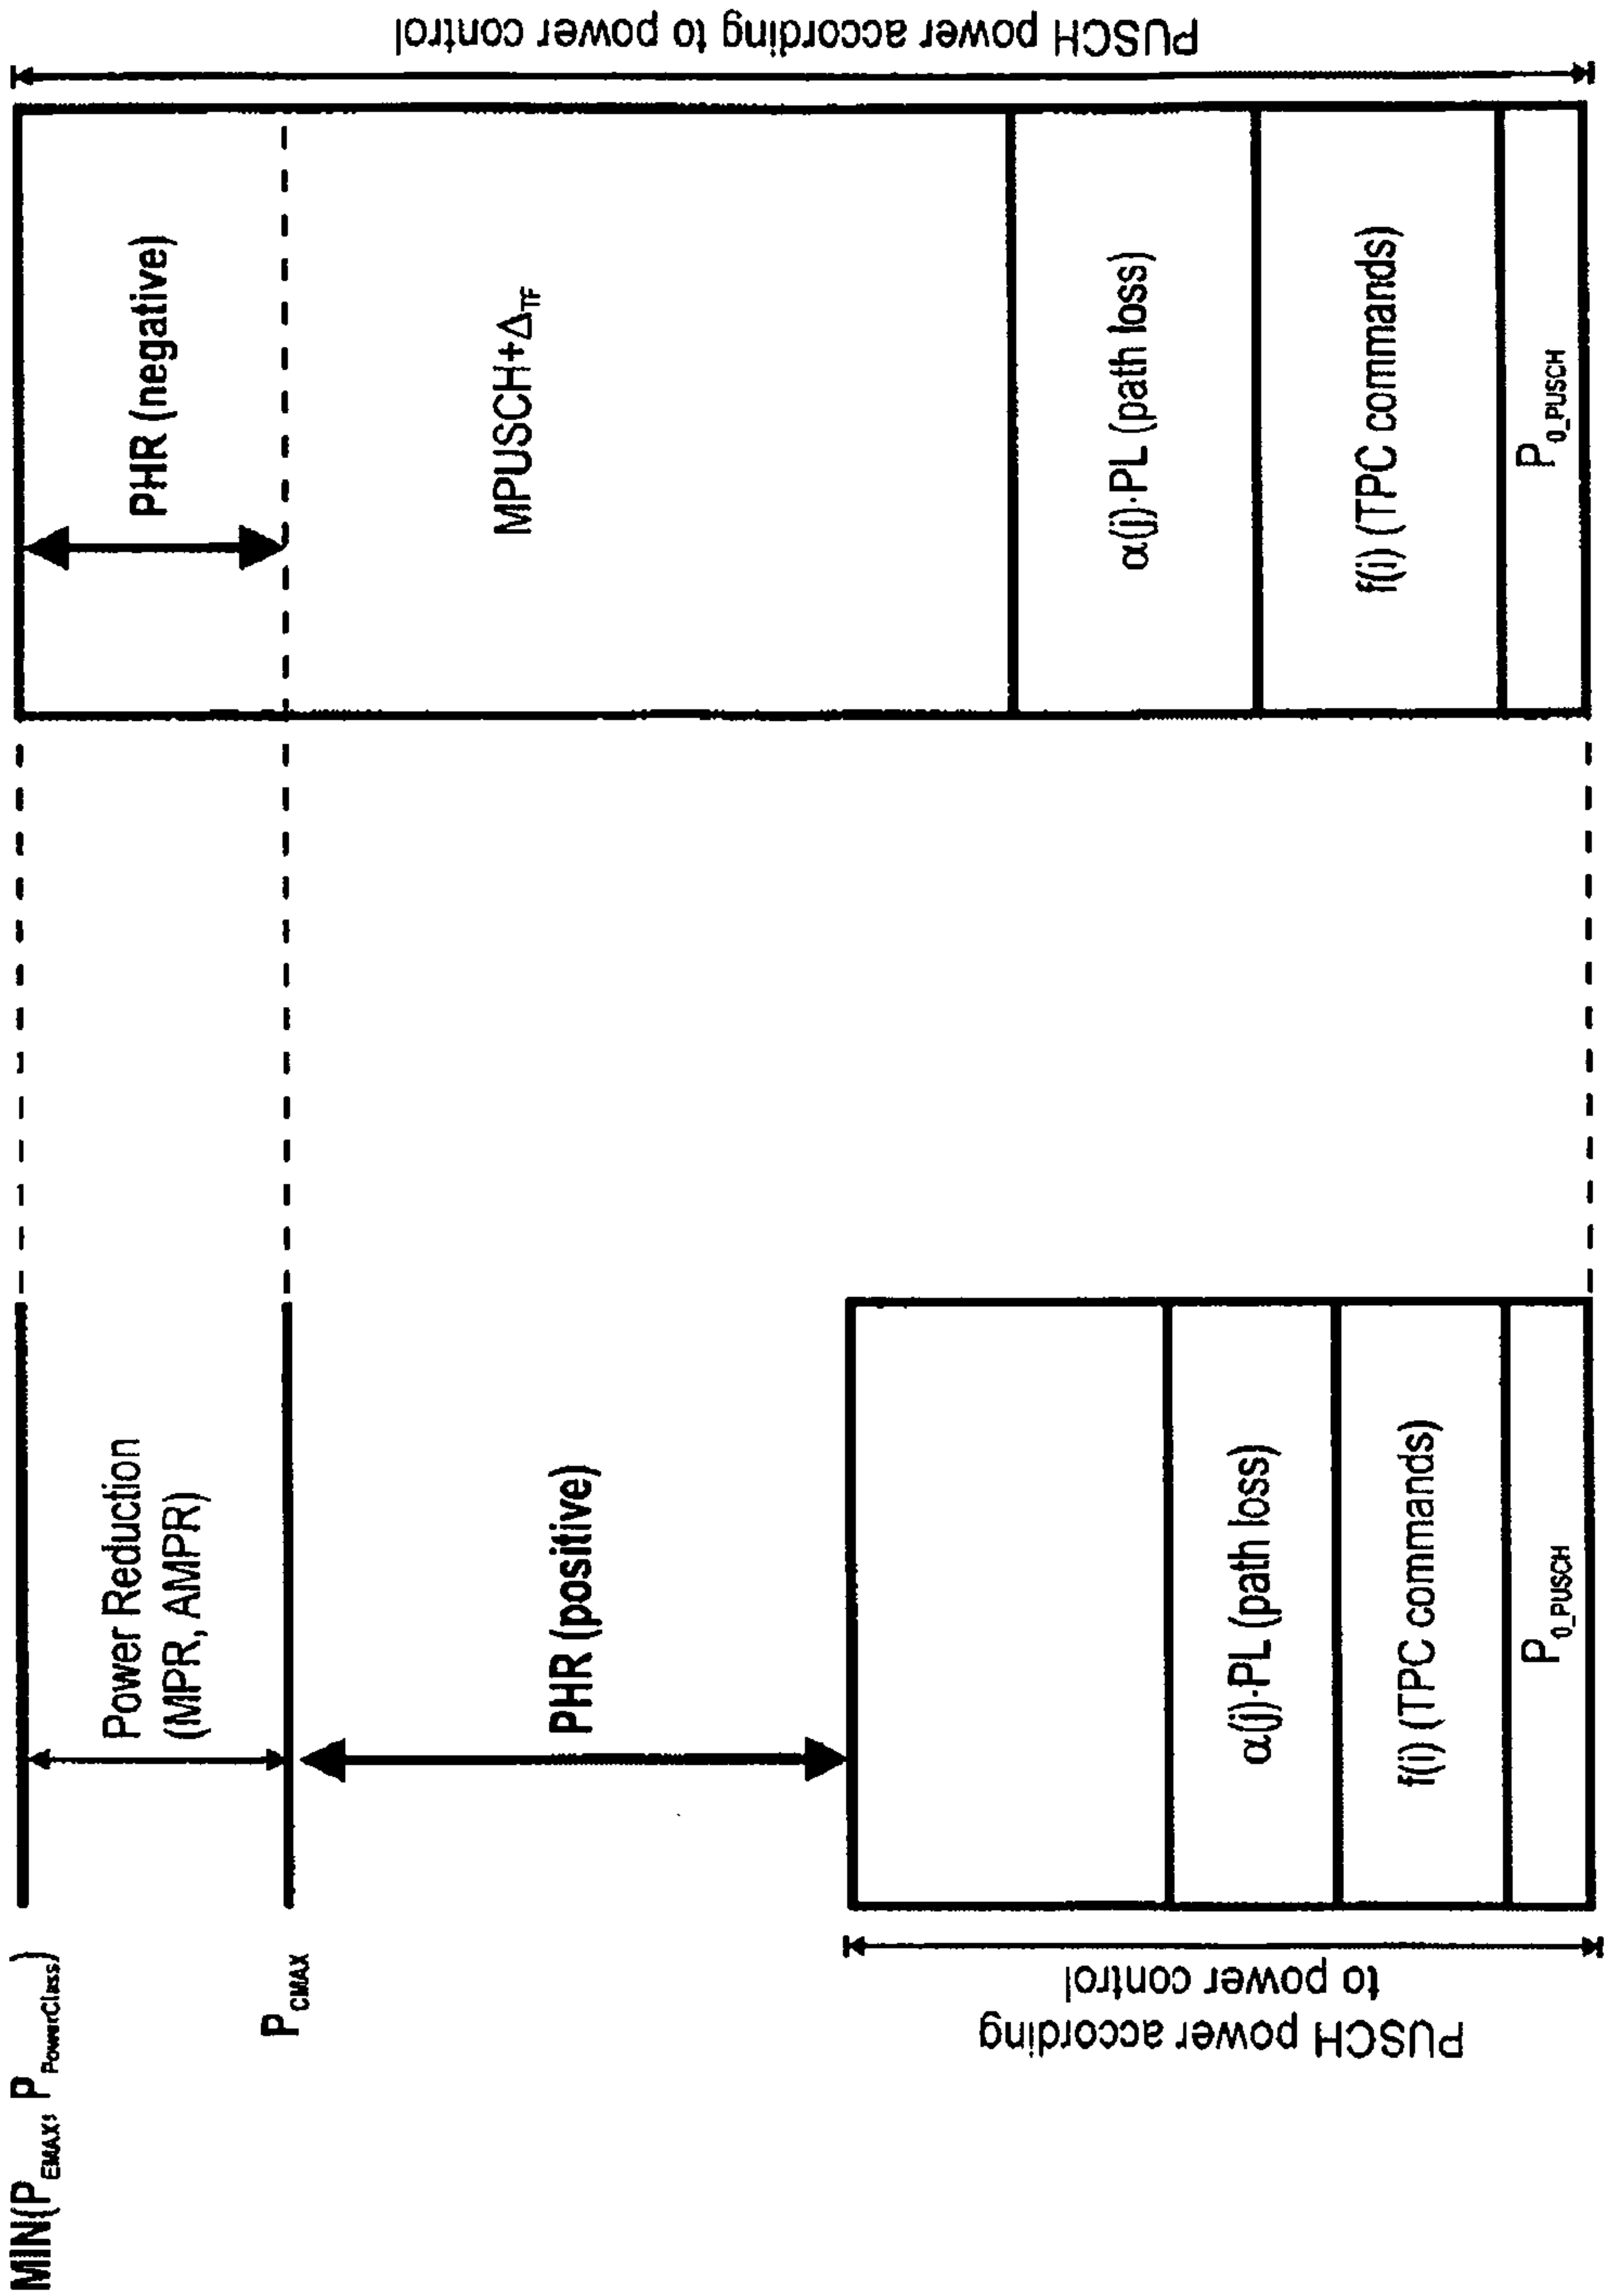 MIN(P_EMAX, P_PowerClass)
P_CMAX
Power Reduction
(MPR, AMPR)
PHR (positive)
PUSCH power according
to power control
α(j)·PL (path loss)
f(i) (TPC commands)
P_0_PUSCH
PHR (negative)
MPUSCH+Δ_TF
α(j)·PL (path loss)
f(i) (TPC commands)
P_0_PUSCH
PUSCH power according to power control